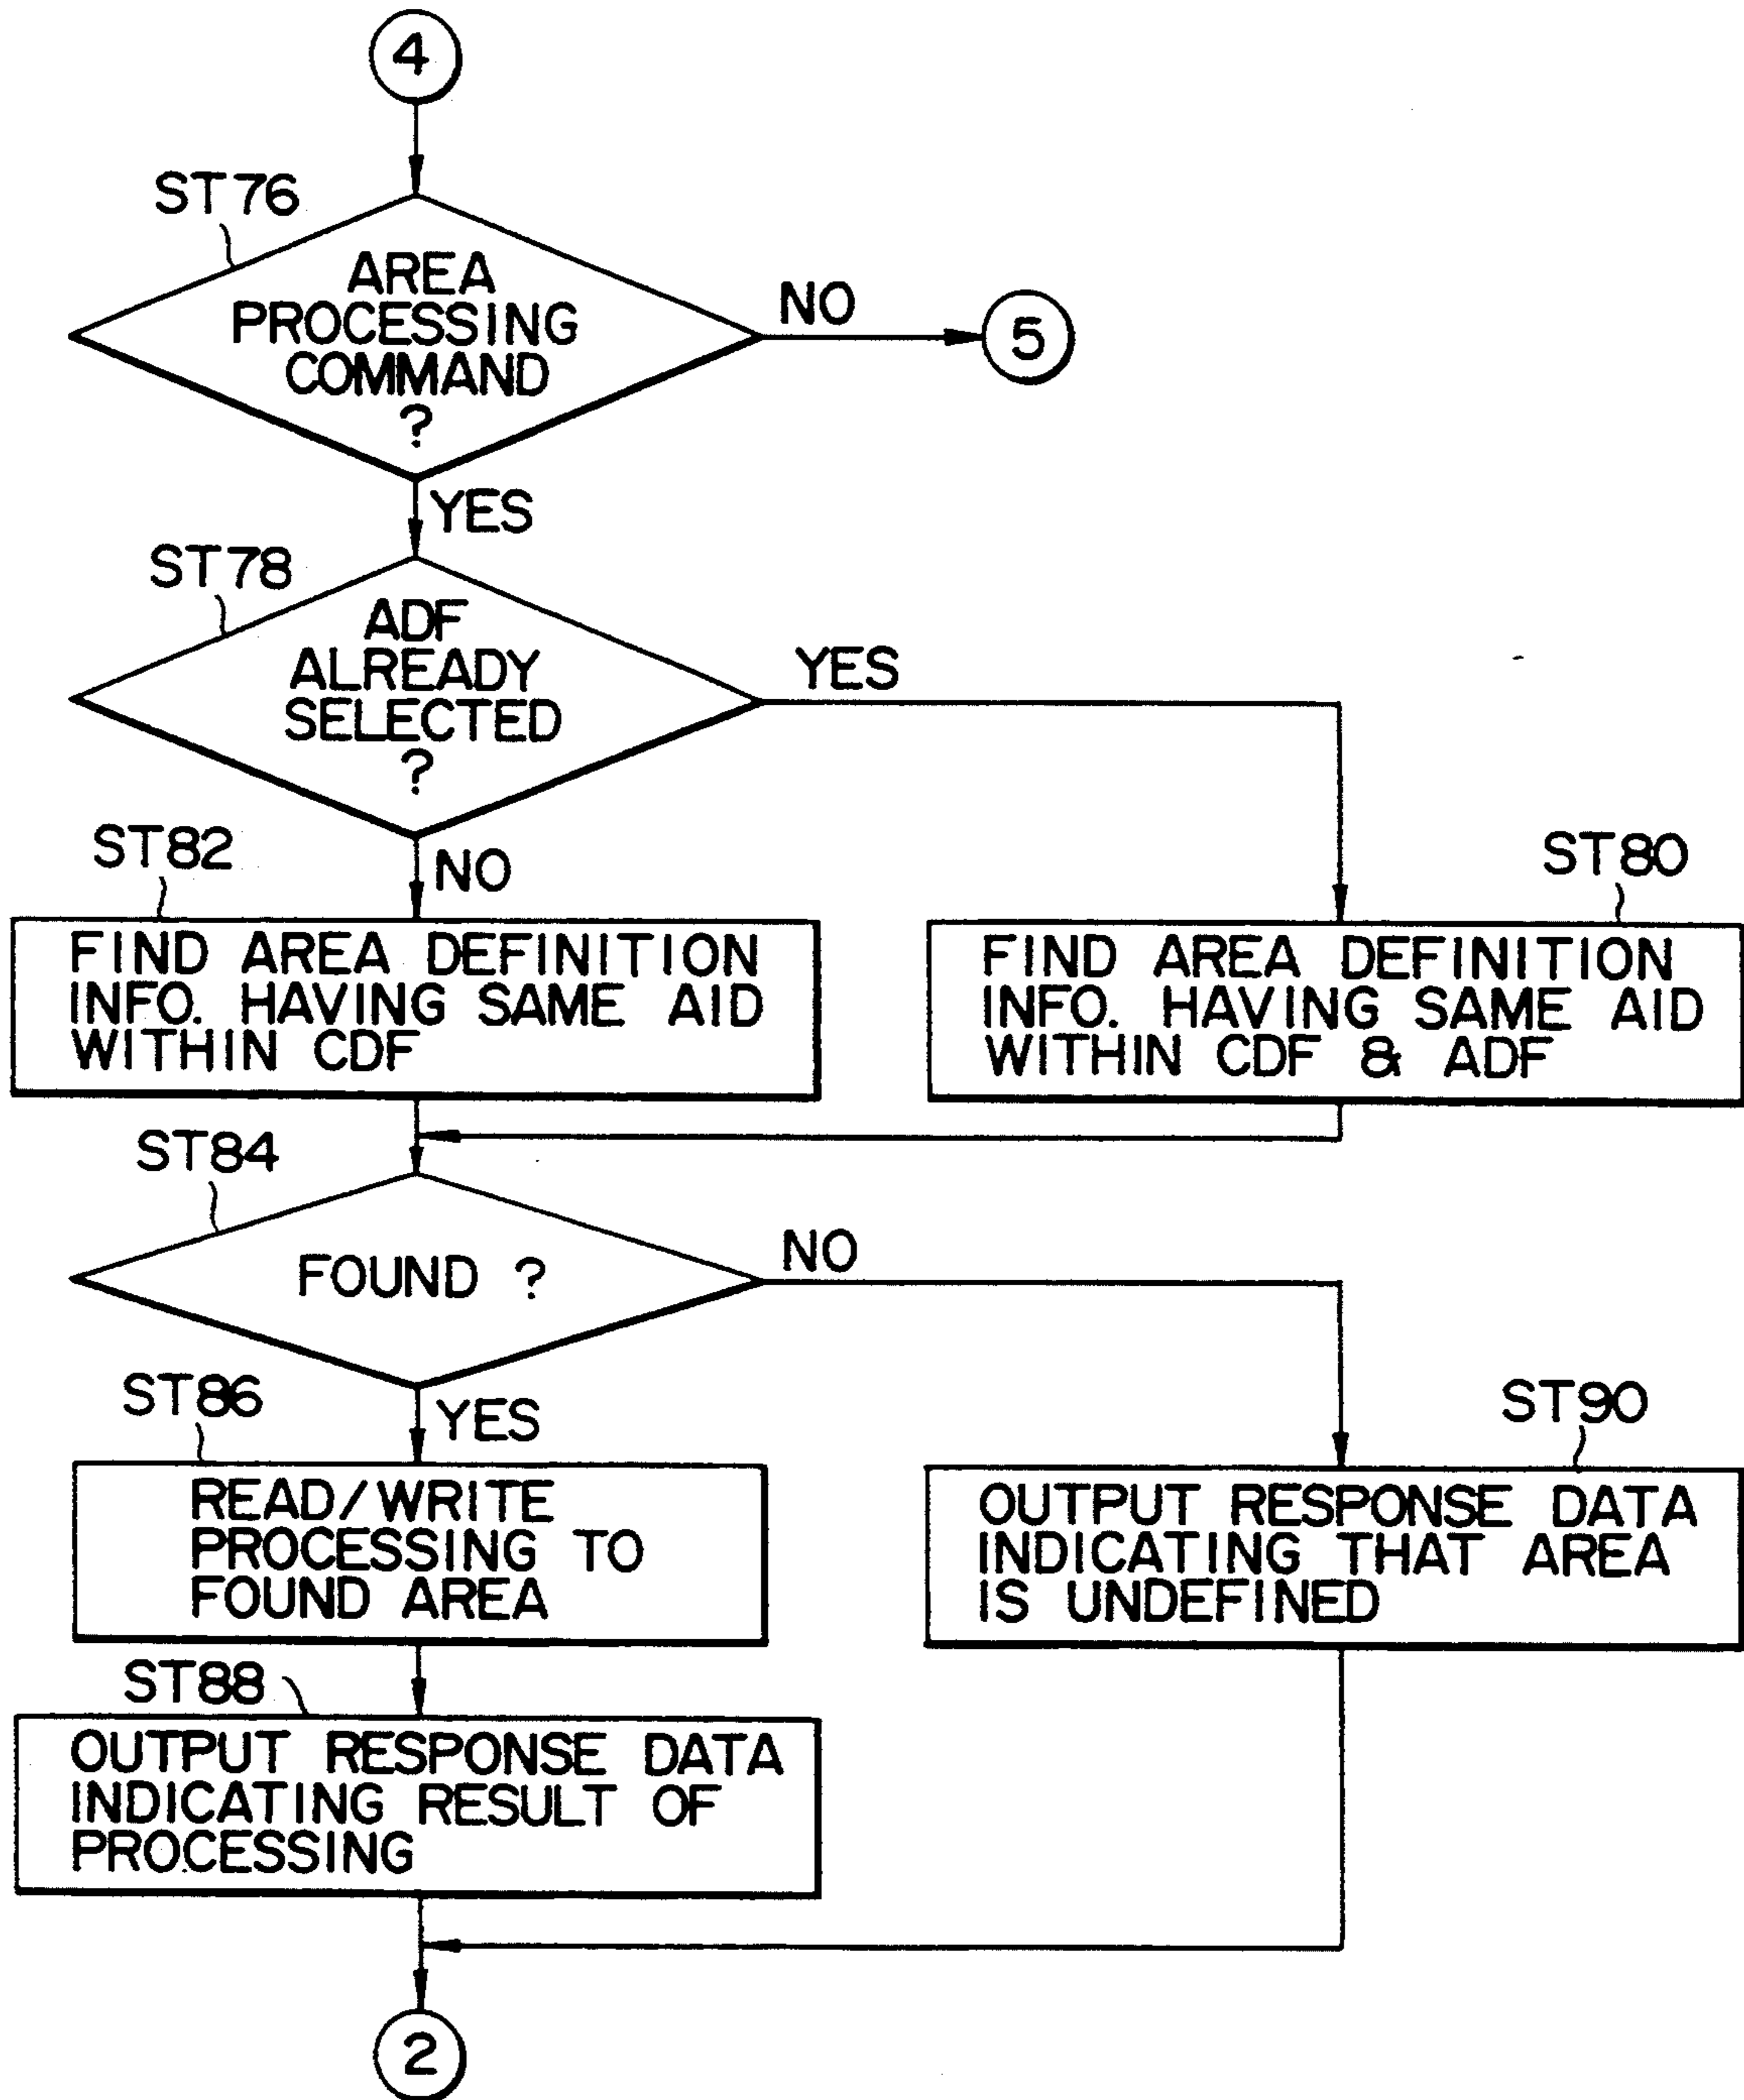 4
ST76
AREA
PROCESSING
COMMAND
?
NO
5
YES
ST78
ADF
ALREADY
SELECTED
?
YES
NO
ST82
FIND AREA DEFINITION
INFO. HAVING SAME AID
WITHIN CDF
ST80
FIND AREA DEFINITION
INFO. HAVING SAME AID
WITHIN CDF & ADF
ST84
FOUND ?
NO
YES
ST86
READ/WRITE
PROCESSING TO
FOUND AREA
ST90
OUTPUT RESPONSE DATA
INDICATING THAT AREA
IS UNDEFINED
ST88
OUTPUT RESPONSE DATA
INDICATING RESULT OF
PROCESSING
2